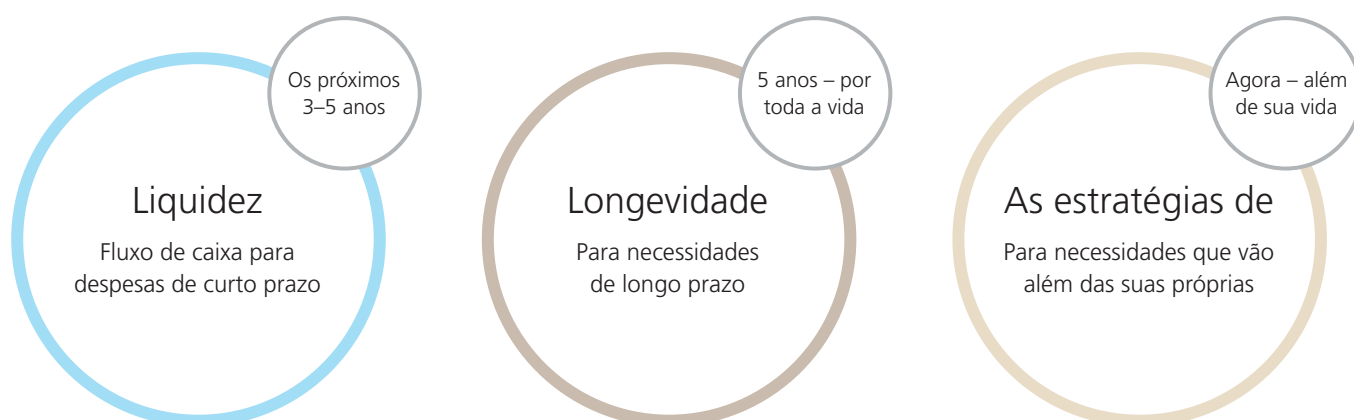 Os próximos
3–5 anos
Liquidez
Fluxo de caixa para
despesas de curto prazo
5 anos – por
toda a vida
Longevidade
Para necessidades
de longo prazo
Agora – além
de sua vida
As estratégias de
Para necessidades que vão
além das suas próprias